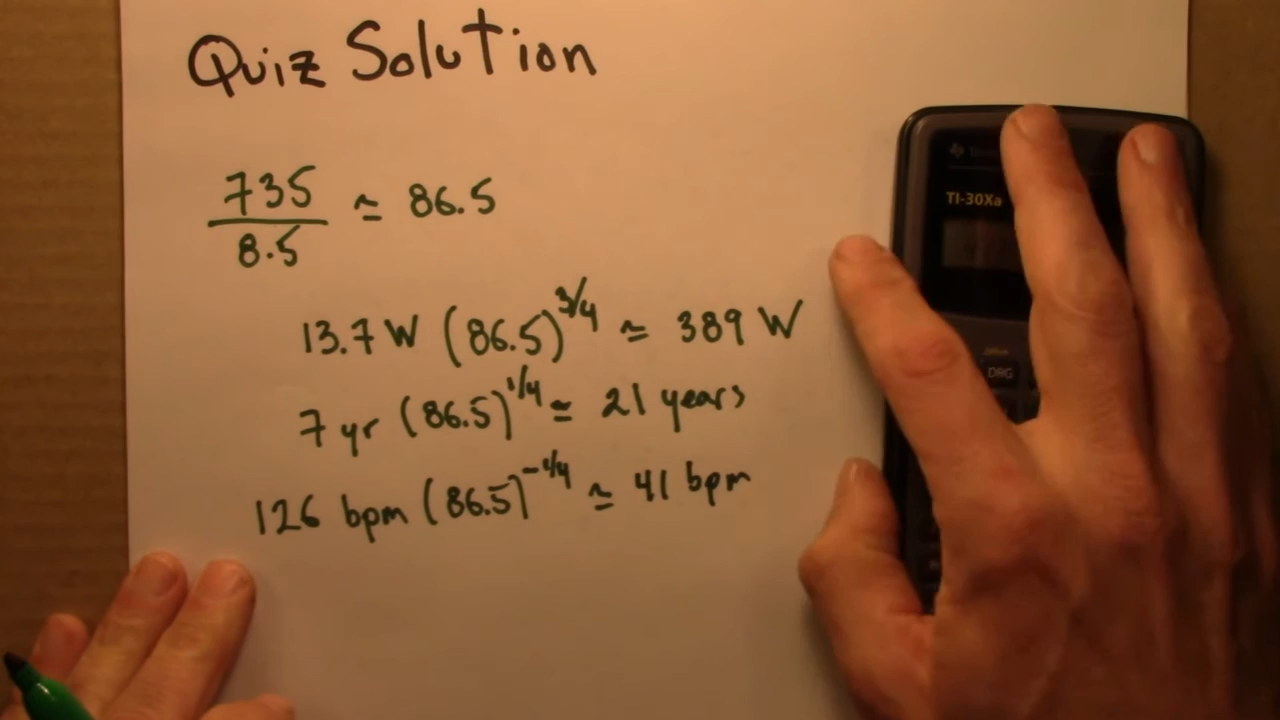 Quiz Solution
735
8.5 ≃ 86.5
13.7 W (86.5)^3/4 ≃ 389 W
7 yr (86.5)^1/4 ≃ 21 years
126 bpm (86.5)^-1/4 ≃ 41 bpm
TI-30Xa
DRG